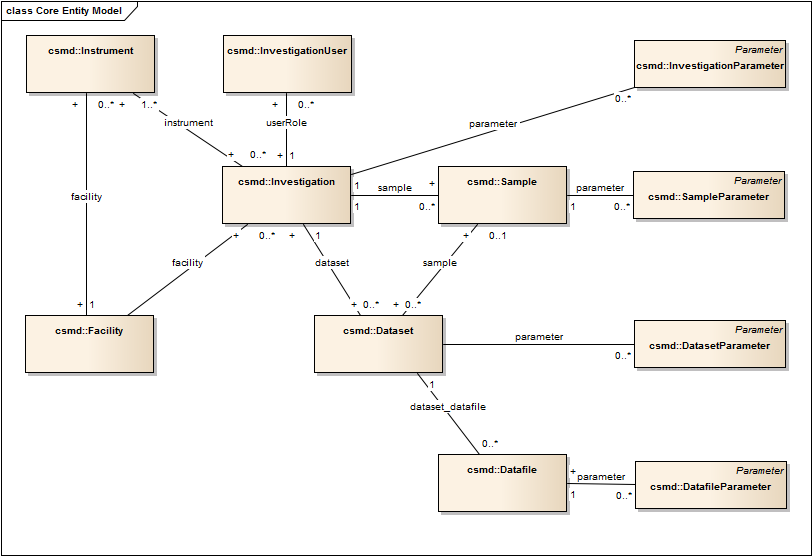 class Core Entity Model
csmd::Instrument
csmd::InvestigationUser
Parameter
csmd::InvestigationParameter
+ 0..* + 1..* + 0..* 0..*
instrument userRole parameter
+ 0..* + 1
csmd::Investigation
1 sample +
1 0..*
csmd::Sample
parameter
1 0..*
Parameter
csmd::SampleParameter
facility
+ 0..* + 1 + 0..1
facility dataset sample
+ 1 + 0..* + 0..*
csmd::Facility
csmd::Dataset
parameter
0..*
Parameter
csmd::DatasetParameter
1
dataset_datafile
0..*
csmd::Datafile
+
parameter
1 0..*
Parameter
csmd::DatafileParameter